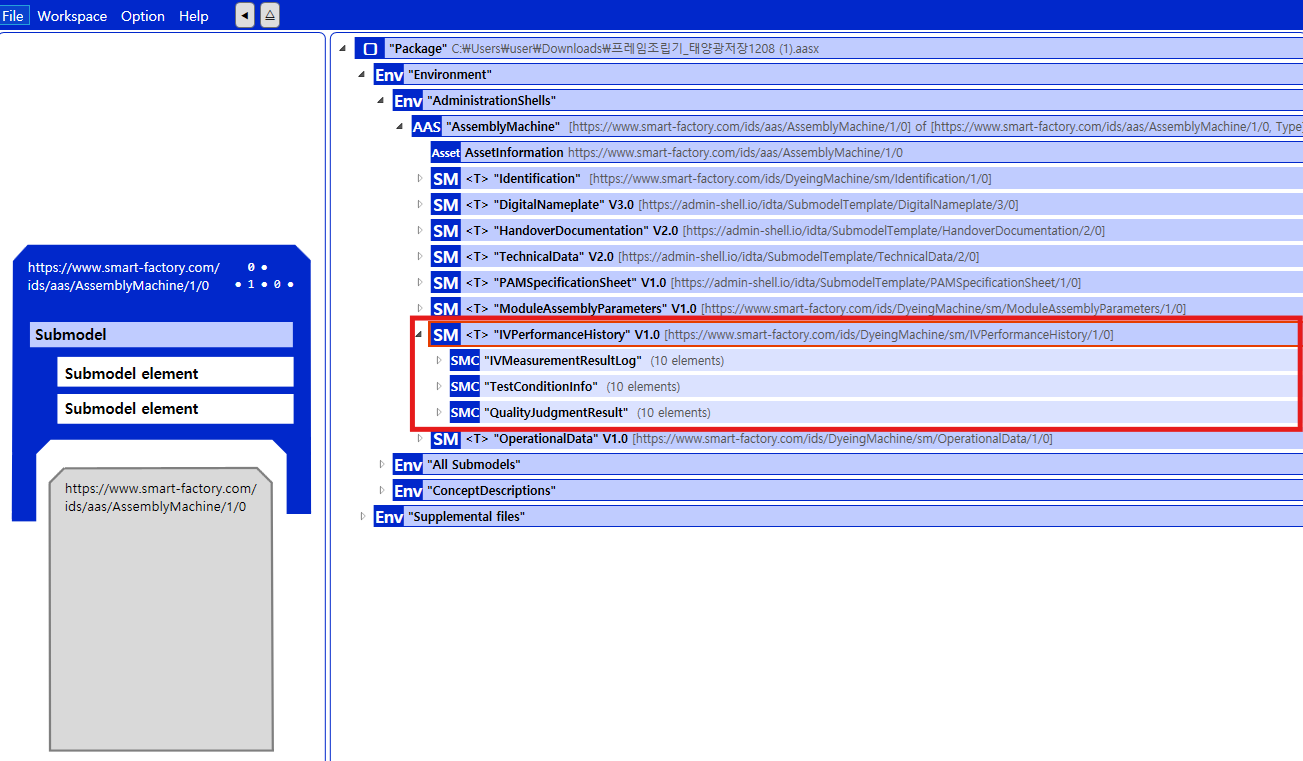 File Workspace Option Help
"Package" C:₩Users₩user₩Downloads₩프레임조립기_태양광저장1208 (1).aasx
Env "Environment"
Env "AdministrationShells"
AAS "AssemblyMachine" [https://www.smart-factory.com/ids/aas/AssemblyMachine/1/0] of [https://www.smart-factory.com/ids/aas/AssemblyMachine/1/0, Type
Asset AssetInformation https://www.smart-factory.com/ids/aas/AssemblyMachine/1/0
SM <T> "Identification" [https://www.smart-factory.com/ids/DyeingMachine/sm/Identification/1/0]
SM <T> "DigitalNameplate" V3.0 [https://admin-shell.io/idta/SubmodelTemplate/DigitalNameplate/3/0]
SM <T> "HandoverDocumentation" V2.0 [https://admin-shell.io/idta/SubmodelTemplate/HandoverDocumentation/2/0]
SM <T> "TechnicalData" V2.0 [https://admin-shell.io/idta/SubmodelTemplate/TechnicalData/2/0]
SM <T> "PAMSpecificationSheet" V1.0 [https://admin-shell.io/idta/SubmodelTemplate/PAMSpecificationSheet/1/0]
SM <T> "ModuleAssemblyParameters" V1.0 [https://www.smart-factory.com/ids/DyeingMachine/sm/ModuleAssemblyParameters/1/0]
SM <T> "IVPerformanceHistory" V1.0 [https://www.smart-factory.com/ids/DyeingMachine/sm/IVPerformanceHistory/1/0]
SMC "IVMeasurementResultLog" (10 elements)
SMC "TestConditionInfo" (10 elements)
SMC "QualityJudgmentResult" (10 elements)
SM <T> "OperationalData" V1.0 [https://www.smart-factory.com/ids/DyeingMachine/sm/OperationalData/1/0]
Env "All Submodels"
Env "ConceptDescriptions"
Env "Supplemental files"
https://www.smart-factory.com/
ids/aas/AssemblyMachine/1/0
0 •
• 1 • 0 •
Submodel
Submodel element
Submodel element
https://www.smart-factory.com/
ids/aas/AssemblyMachine/1/0